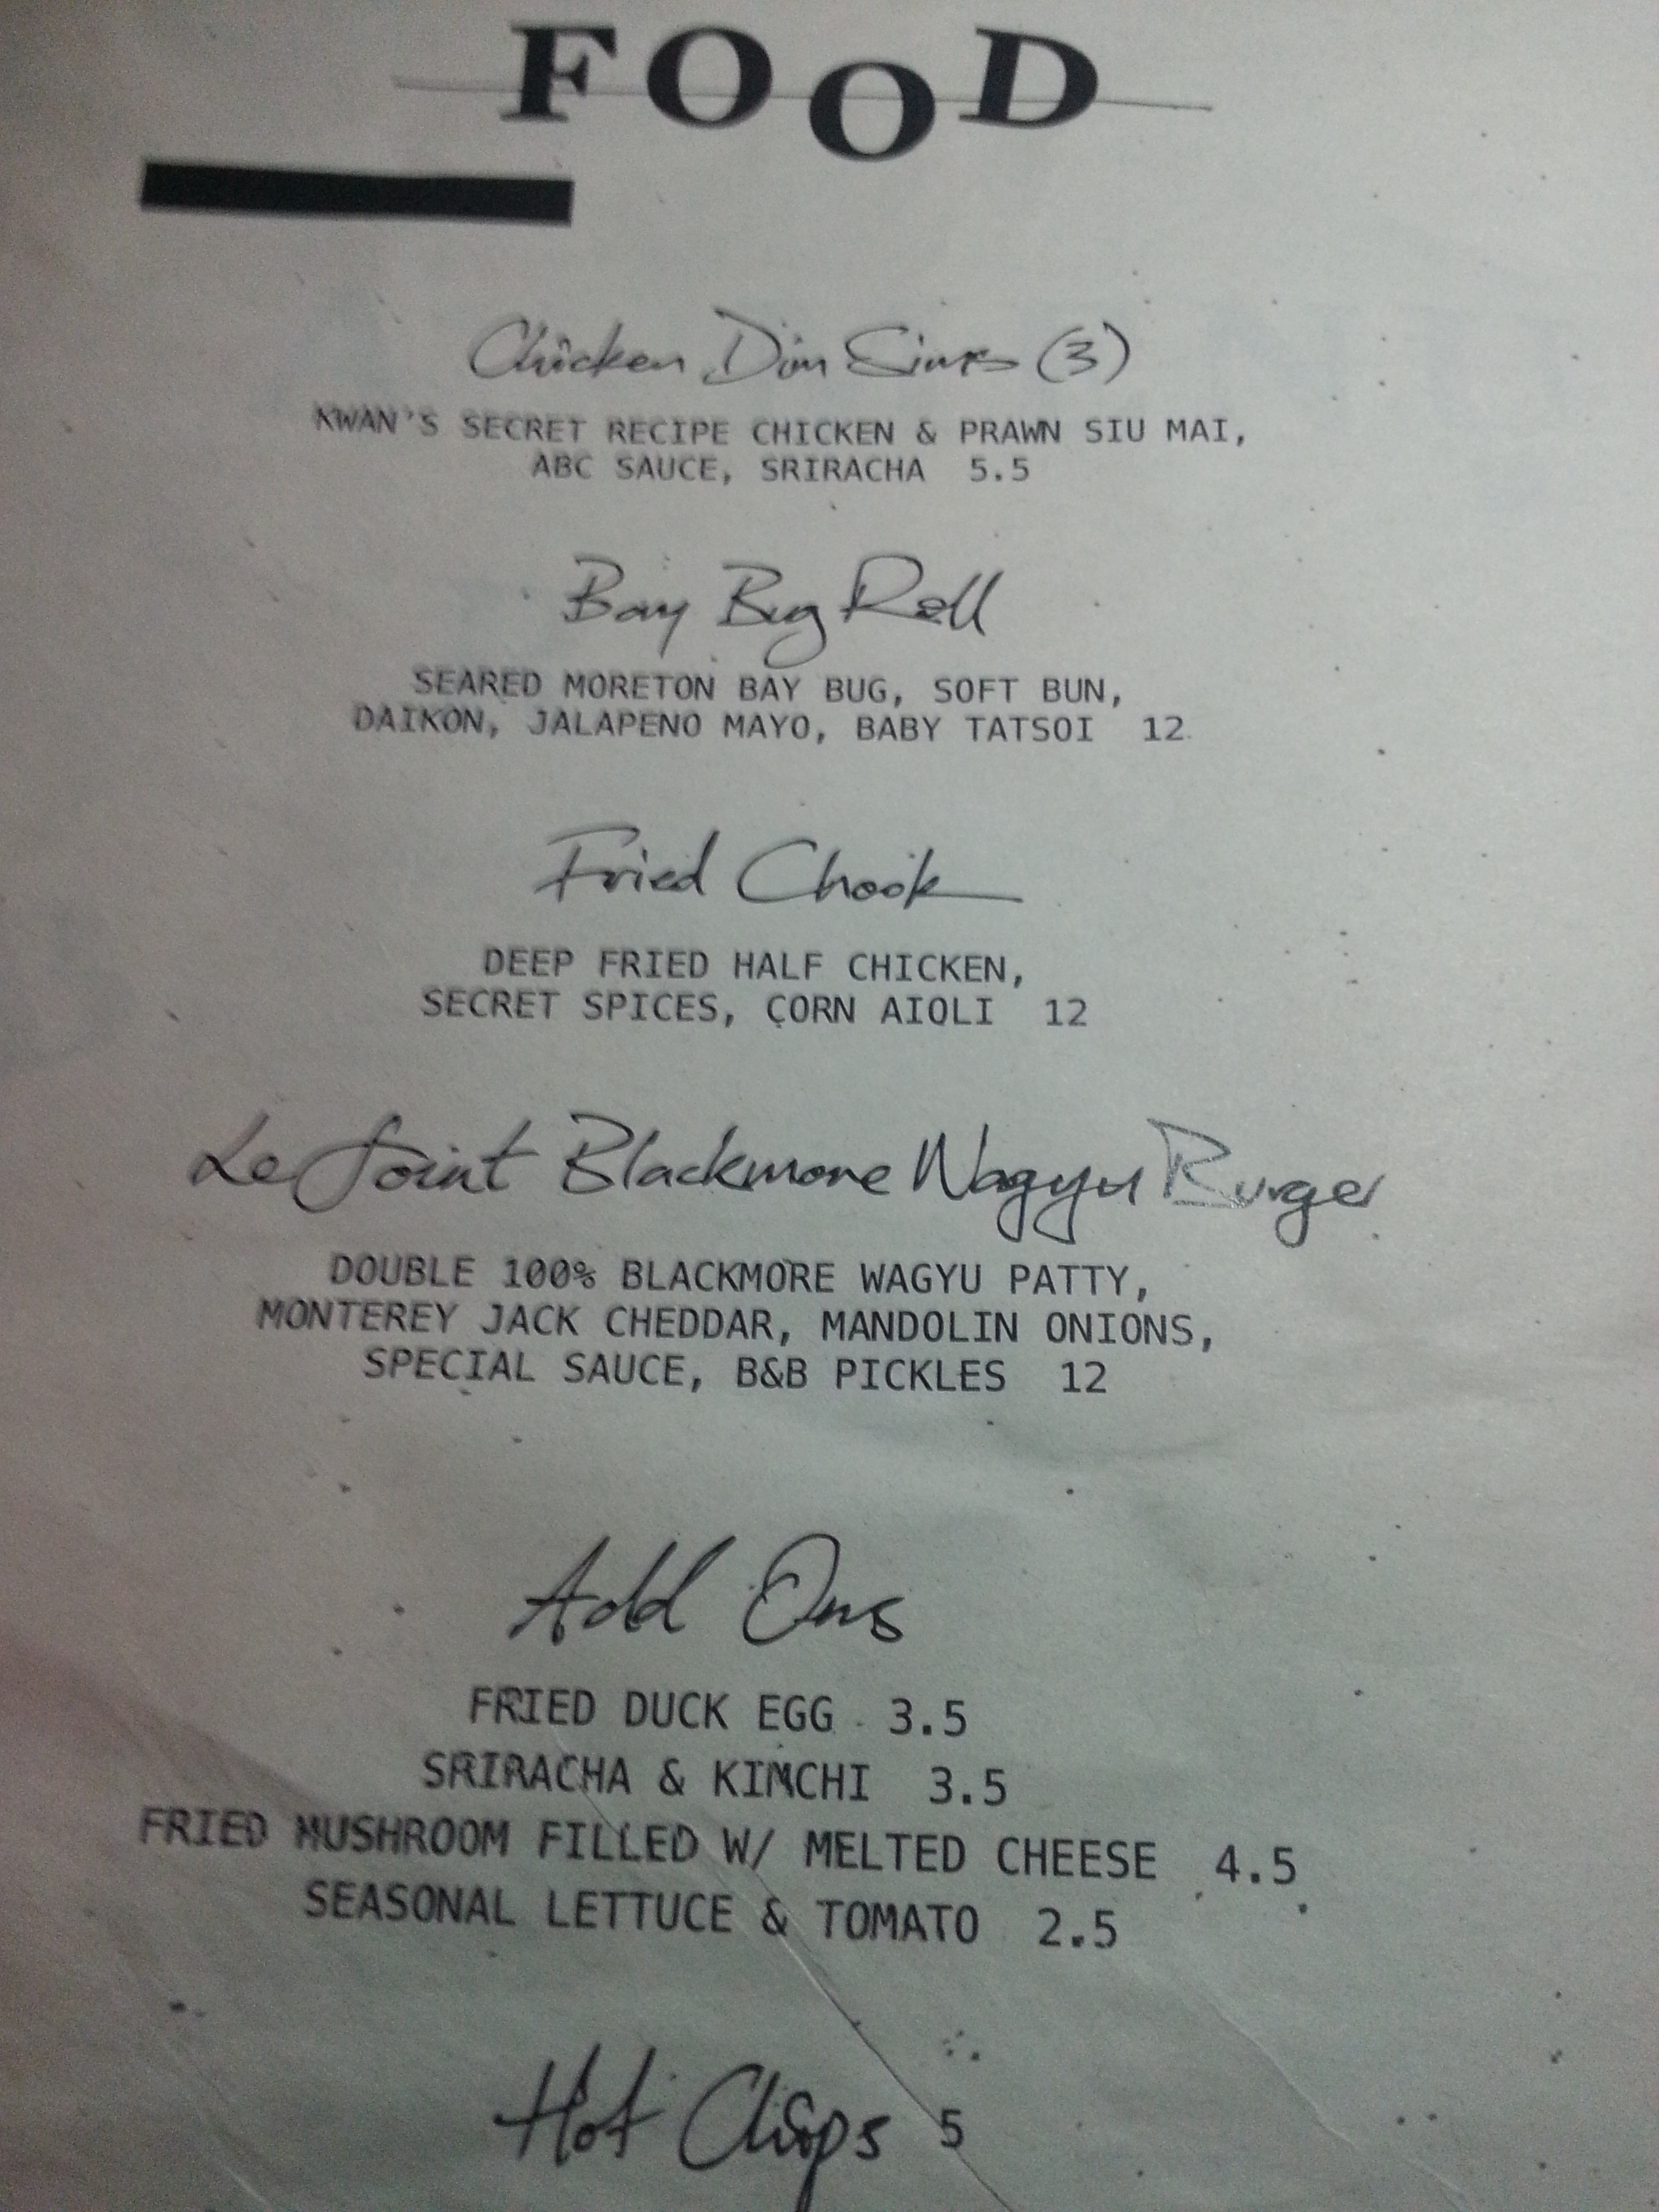 FOOD
Chicken Dim Sims (3)
KWAN'S SECRET RECIPE CHICKEN & PRAWN SIU MAI,
ABC SAUCE, SRIRACHA 5.5
Bay Bug Roll
SEARED MORETON BAY BUG, SOFT BUN,
DAIKON, JALAPENO MAYO, BABY TATSOI 12
Fried Chook
DEEP FRIED HALF CHICKEN,
SECRET SPICES, CORN AIOLI 12
Le Joint Blackmore Wagyu Burger
DOUBLE 100% BLACKMORE WAGYU PATTY,
MONTEREY JACK CHEDDAR, MANDOLIN ONIONS,
SPECIAL SAUCE, B&B PICKLES 12
Add Ons
FRIED DUCK EGG 3.5
SRIRACHA & KIMCHI 3.5
FRIED MUSHROOM FILLED W/ MELTED CHEESE 4.5
SEASONAL LETTUCE & TOMATO 2.5
Hot Chips 5